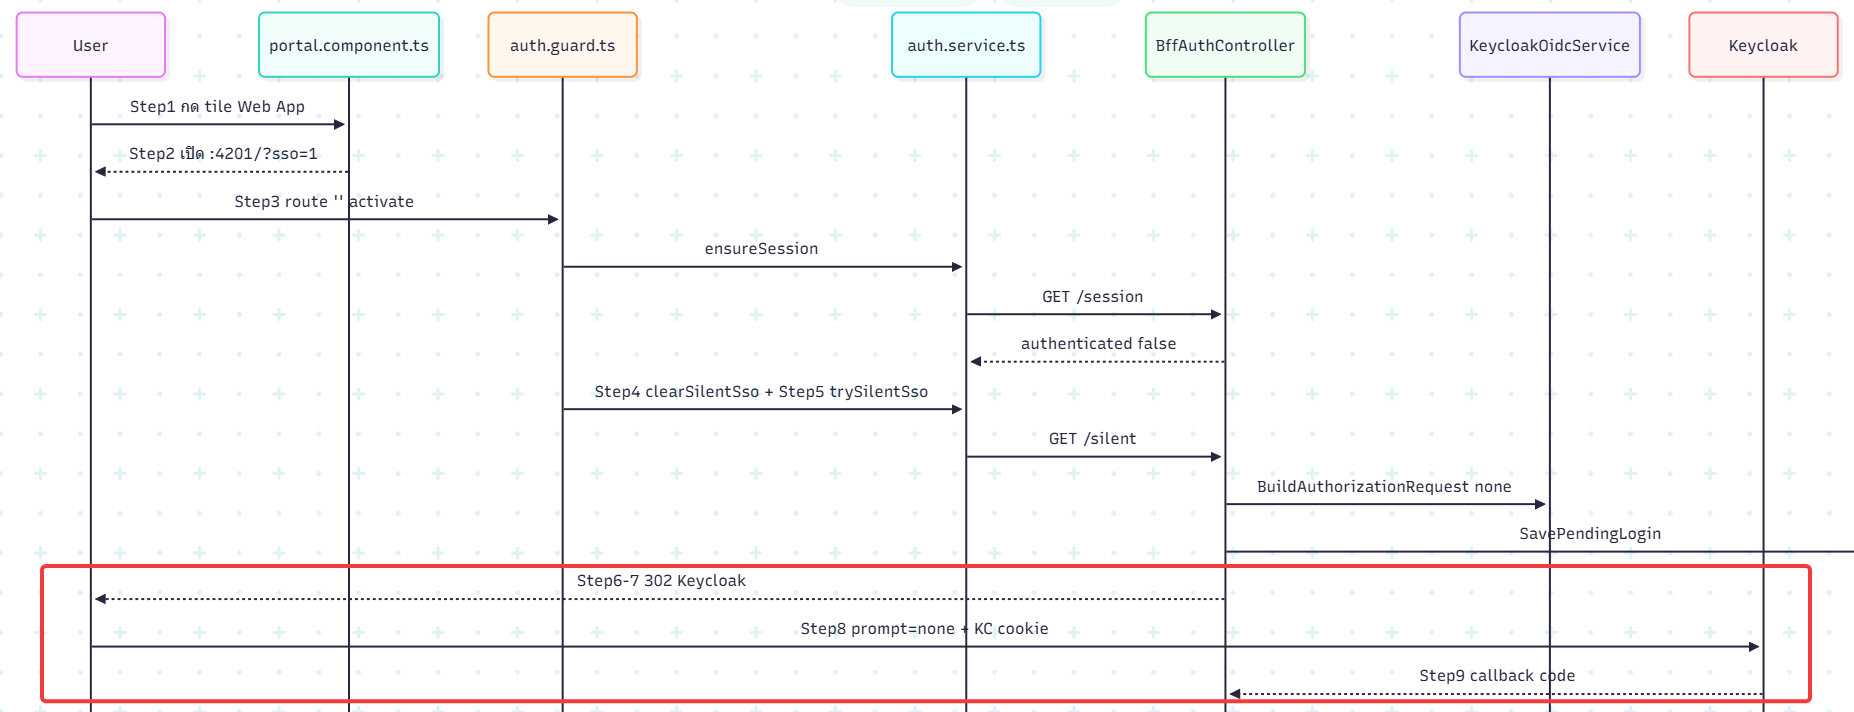 User
portal.component.ts
auth.guard.ts
auth.service.ts
BffAuthController
KeycloakOidcService
Keycloak
Step1 กด tile Web App
Step2 เปิด :4201/?sso=1
Step3 route '' activate
ensureSession
GET /session
authenticated false
Step4 clearSilentSso + Step5 trySilentSso
GET /silent
BuildAuthorizationRequest none
SavePendingLogin
Step6-7 302 Keycloak
Step8 prompt=none + KC cookie
Step9 callback code